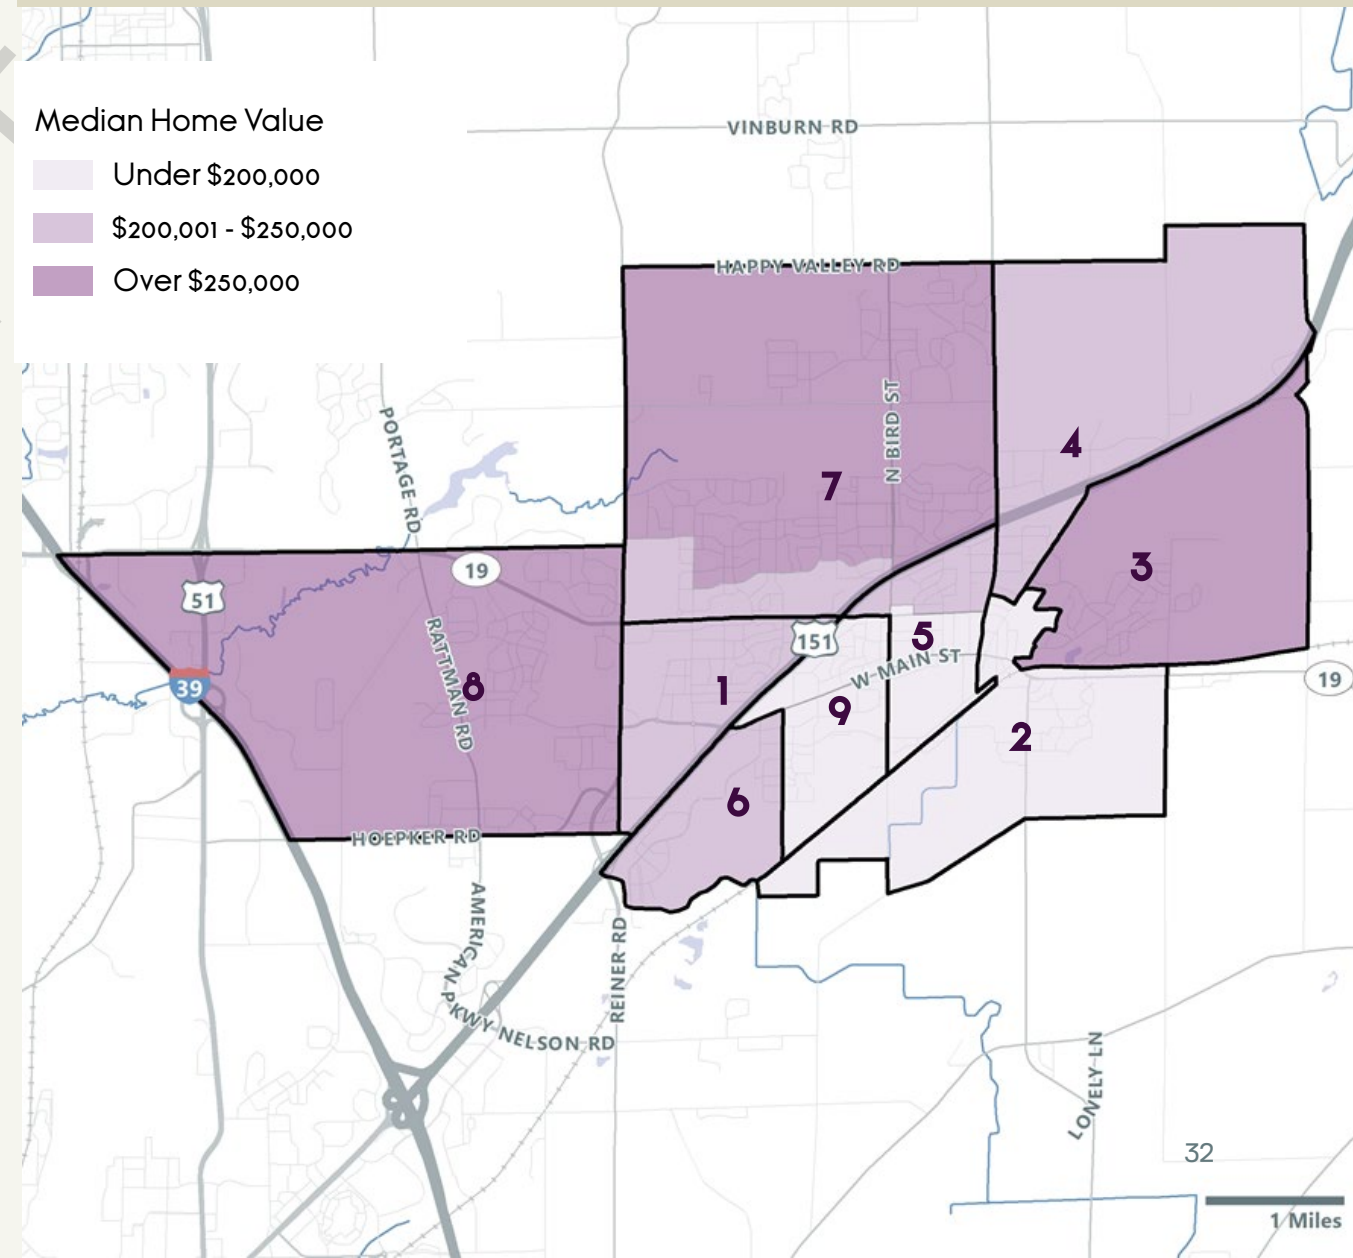 Median Home Value
Under $200,000
$200,001 - $250,000
Over $250,000
VINBURN RD
HAPPY VALLEY RD
N BIRD ST
PORTAGE RD
4
7
19
3
51
RATTMAN RD
151
5
W MAIN ST
39
8
1
9
19
2
6
HOEPKER RD
AMERICAN PKWY
REINER RD
NELSON RD
LONELY LN
32
1 Miles